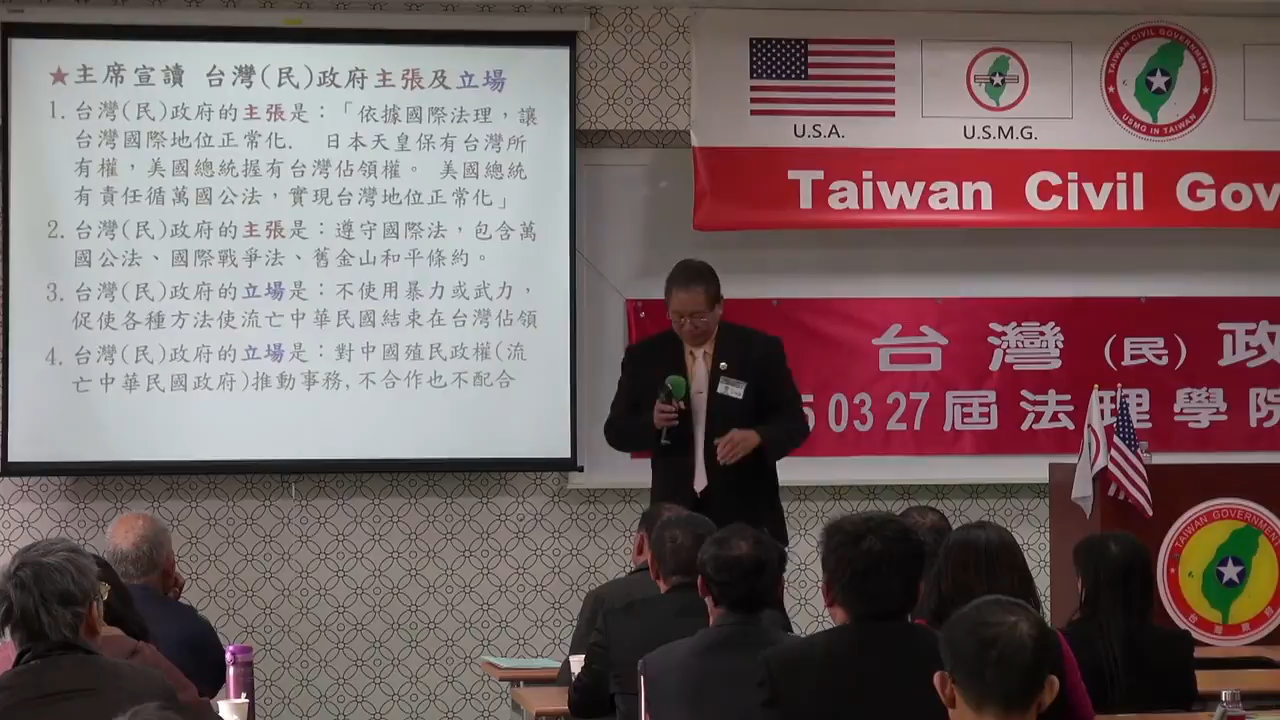 ★主席宣讀 台灣(民)政府主張及立場
1. 台灣(民)政府的主張是：「依據國際法理，讓
台灣國際地位正常化. 日本天皇保有台灣所
有權，美國總統握有台灣佔領權。 美國總統
有責任循萬國公法，實現台灣地位正常化」
2. 台灣(民)政府的主張是：遵守國際法，包含萬
國公法、國際戰爭法、舊金山和平條約。
3. 台灣(民)政府的立場是：不使用暴力或武力，
促使各種方法使流亡中華民國結束在台灣佔領
4. 台灣(民)政府的立場是：對中國殖民政權(流
亡中華民國政府)推動事務,不合作也不配合
U.S.A.
U.S.M.G.
TAIWAN CIVIL GOVERNMENT
USMG IN TAIWAN
Taiwan Civil Gov
台灣(民)政
5 03 27 屆法理學院
TAIWAN GOVERNMENT